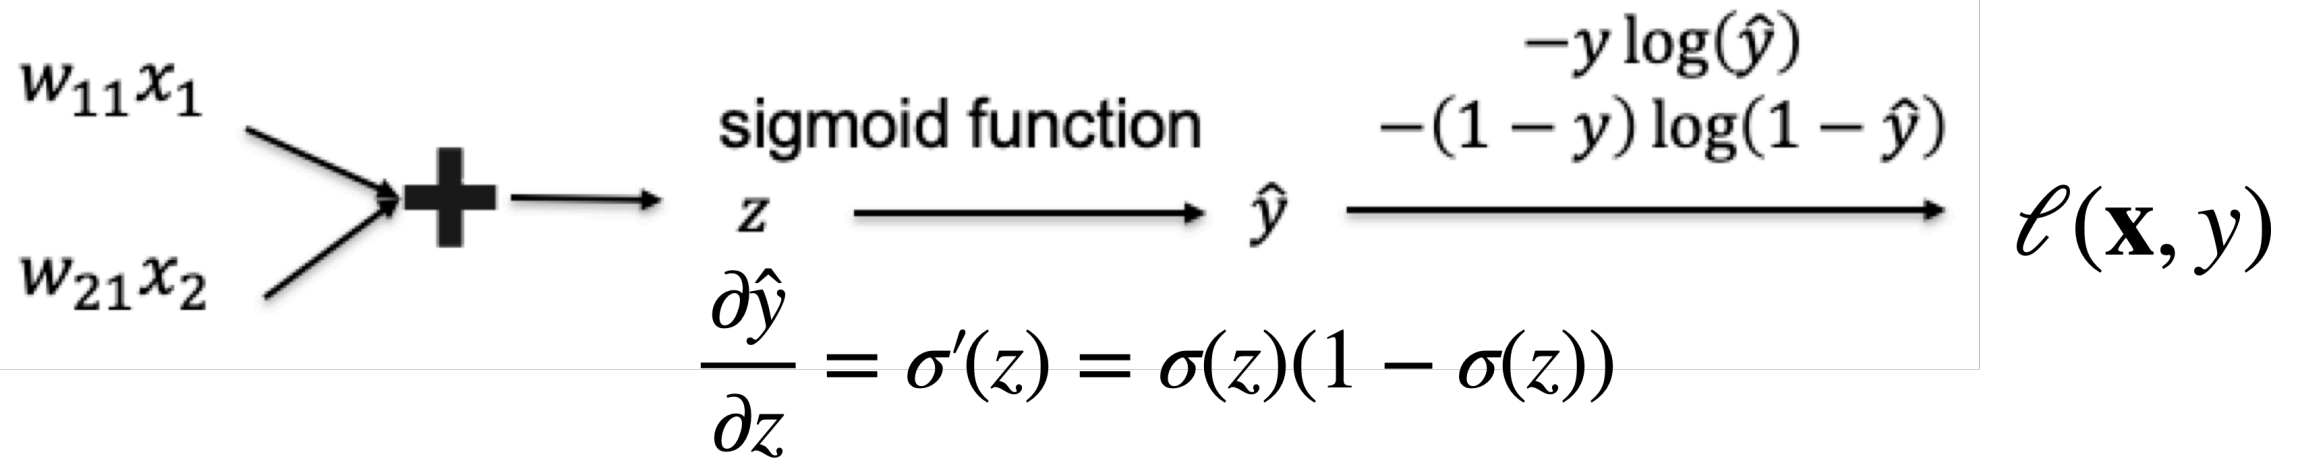 −y log(ŷ)
w₁₁x₁
sigmoid function
−(1 − y) log(1 − ŷ)
z
ŷ
ℓ(𝐱, y)
w₂₁x₂
∂ŷ/∂z = σ′(z) = σ(z)(1 − σ(z))